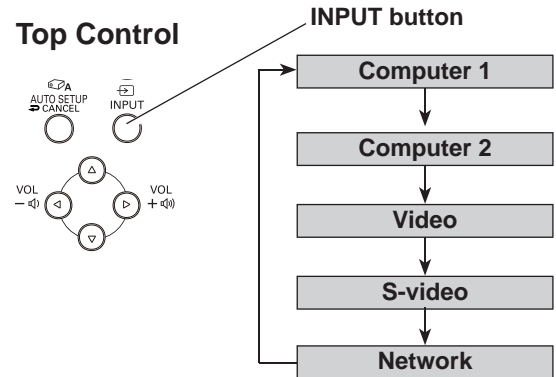 INPUT button
Top Control
A
AUTO SETUP
CANCEL
INPUT
VOL
–
VOL
+
Computer 1
Computer 2
Video
S-video
Network